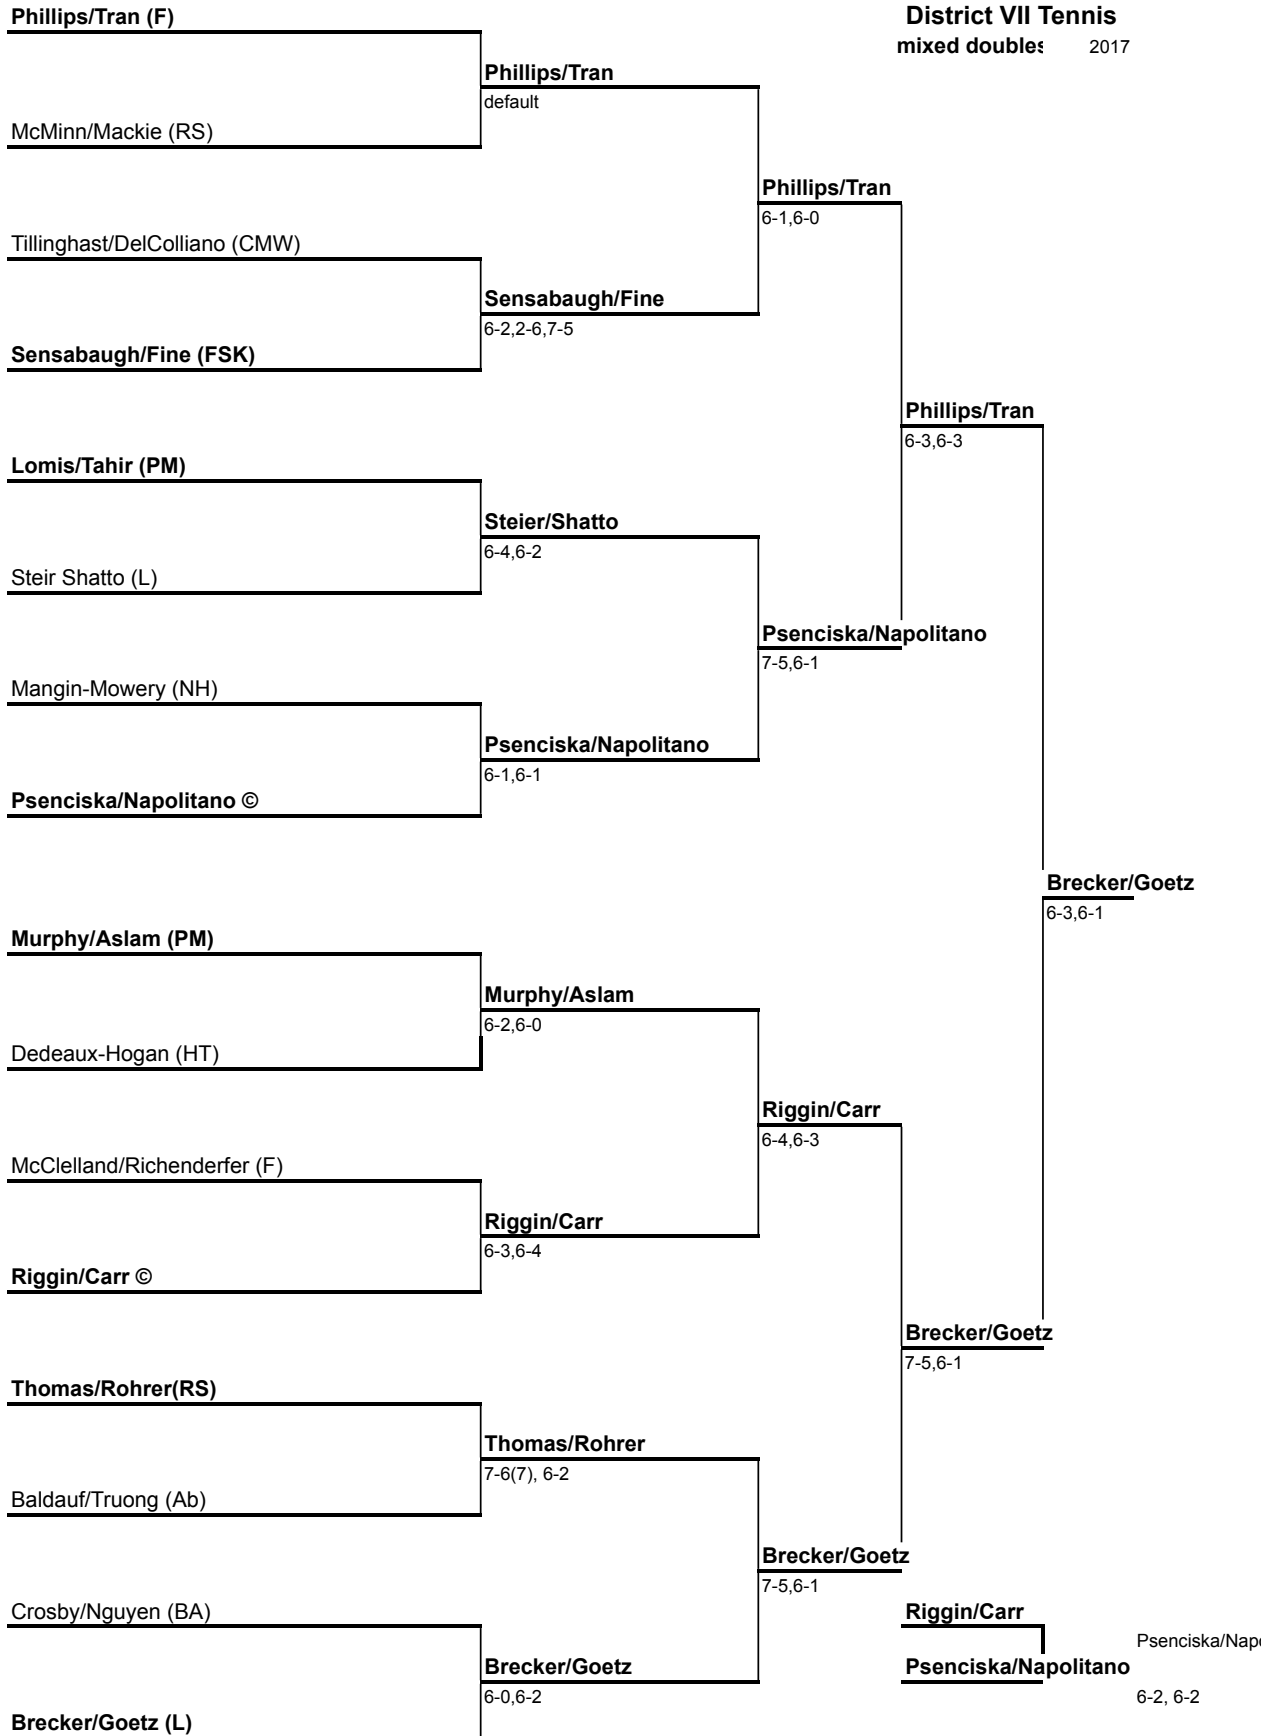 Phillips/Tran (F)
District VII Tennis
mixed doubles 2017
Phillips/Tran
default
McMinn/Mackie (RS)
Phillips/Tran
6-1,6-0
Tillinghast/DelColliano (CMW)
Sensabaugh/Fine
6-2,2-6,7-5
Sensabaugh/Fine (FSK)
Phillips/Tran
6-3,6-3
Lomis/Tahir (PM)
Steier/Shatto
6-4,6-2
Steir Shatto (L)
Psenciska/Napolitano
7-5,6-1
Mangin-Mowery (NH)
Psenciska/Napolitano
6-1,6-1
Psenciska/Napolitano ©
Brecker/Goetz
6-3,6-1
Murphy/Aslam (PM)
Murphy/Aslam
6-2,6-0
Dedeaux-Hogan (HT)
Riggin/Carr
6-4,6-3
McClelland/Richenderfer (F)
Riggin/Carr
6-3,6-4
Riggin/Carr ©
Brecker/Goetz
7-5,6-1
Thomas/Rohrer(RS)
Thomas/Rohrer
7-6(7), 6-2
Baldauf/Truong (Ab)
Brecker/Goetz
7-5,6-1
Crosby/Nguyen (BA)
Riggin/Carr
Psenciska/Nap
Brecker/Goetz
Psenciska/Napolitano
6-0,6-2
6-2, 6-2
Brecker/Goetz (L)